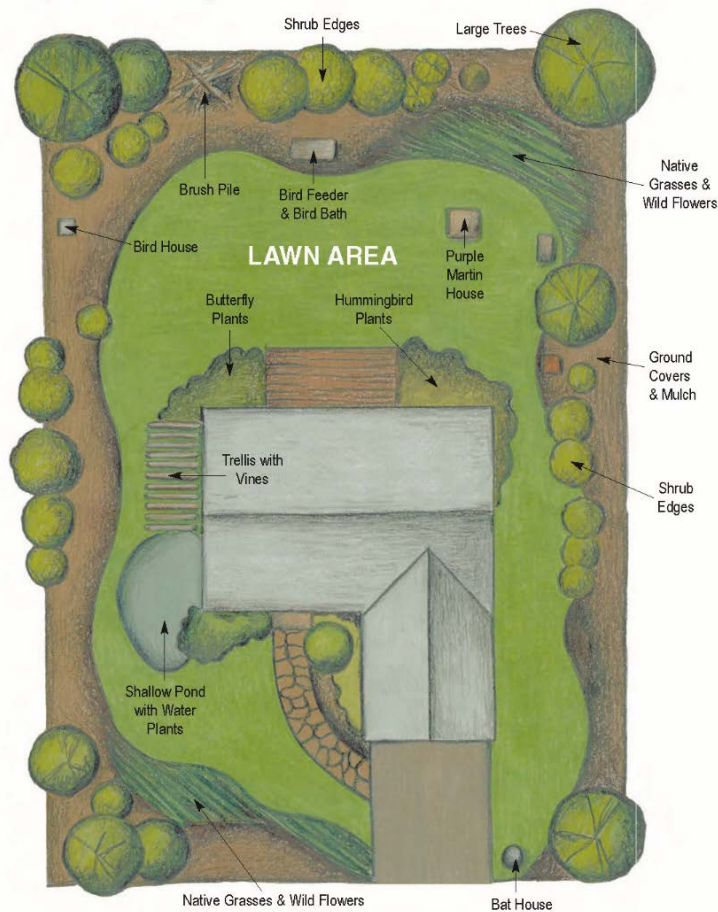 Shrub Edges
Large Trees
Native
Grasses &
Wild Flowers
Brush Pile
Bird Feeder
& Bird Bath
Bird House
LAWN AREA
Purple
Martin
House
Butterfly
Plants
Hummingbird
Plants
Ground
Covers
& Mulch
Trellis with
Vines
Shrub
Edges
Shallow Pond
with Water
Plants
Native Grasses & Wild Flowers
Bat House